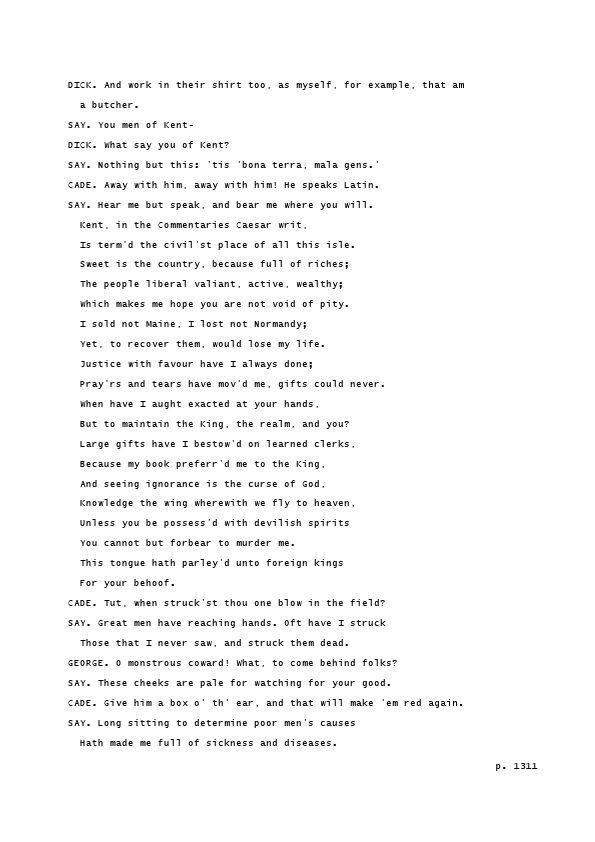 DICK. And work in their shirt too, as myself, for example, that am
a butcher.
SAY. You men of Kent-
DICK. What say you of Kent?
SAY. Nothing but this: 'tis 'bona terra, mala gens.'
CADE. Away with him, away with him! He speaks Latin.
SAY. Hear me but speak, and bear me where you will.
Kent, in the Commentaries Caesar writ,
Is term'd the civil'st place of all this isle.
Sweet is the country, because full of riches;
The people liberal valiant, active, wealthy;
Which makes me hope you are not void of pity.
I sold not Maine, I lost not Normandy;
Yet, to recover them, would lose my life.
Justice with favour have I always done;
Pray'rs and tears have mov'd me, gifts could never.
When have I aught exacted at your hands,
But to maintain the King, the realm, and you?
Large gifts have I bestow'd on learned clerks,
Because my book preferr'd me to the King,
And seeing ignorance is the curse of God,
Knowledge the wing wherewith we fly to heaven,
Unless you be possess'd with devilish spirits
You cannot but forbear to murder me.
This tongue hath parley'd unto foreign kings
For your behoof.
CADE. Tut, when struck'st thou one blow in the field?
SAY. Great men have reaching hands. Oft have I struck
Those that I never saw, and struck them dead.
GEORGE. O monstrous coward! What, to come behind folks?
SAY. These cheeks are pale for watching for your good.
CADE. Give him a box o' th' ear, and that will make 'em red again.
SAY. Long sitting to determine poor men's causes
Hath made me full of sickness and diseases.
p. 1311